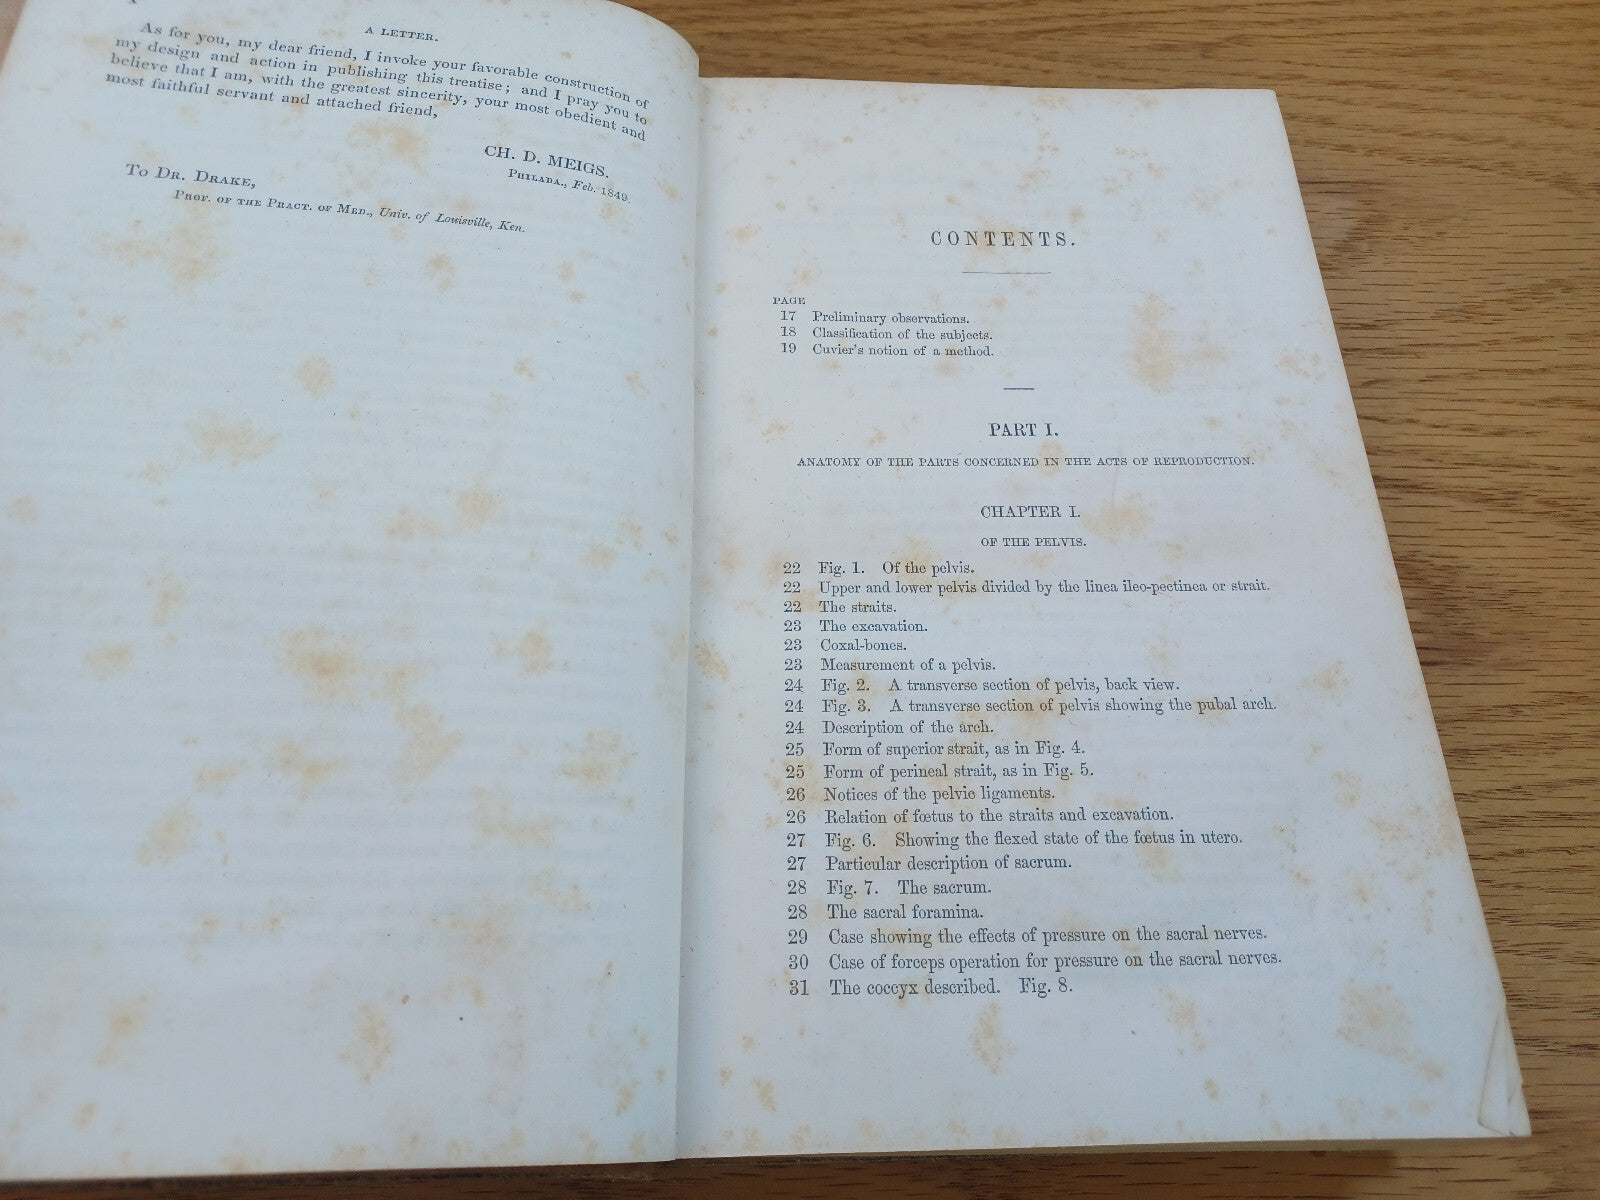 A LETTER.
As for you, my dear friend, I invoke your favorable construction of
my design and action in publishing this treatise; and I pray you to
believe that I am, with the greatest sincerity, your most obedient and
most faithful servant and attached friend,
CH. D. MEIGS.
PHILADA., Feb. 1849.
To DR. DRAKE,
PROF. OF THE PRACT. OF MED., Univ. of Louisville, Ken.
CONTENTS.
PAGE
17 Preliminary observations.
18 Classification of the subjects.
19 Cuvier's notion of a method.
PART I.
ANATOMY OF THE PARTS CONCERNED IN THE ACTS OF REPRODUCTION.
CHAPTER I.
OF THE PELVIS.
22 Fig. 1. Of the pelvis.
22 Upper and lower pelvis divided by the linea ileo-pectinea or strait.
22 The straits.
23 The excavation.
23 Coxal-bones.
23 Measurement of a pelvis.
24 Fig. 2. A transverse section of pelvis, back view.
24 Fig. 3. A transverse section of pelvis showing the pubal arch.
24 Description of the arch.
25 Form of superior strait, as in Fig. 4.
25 Form of perineal strait, as in Fig. 5.
26 Notices of the pelvic ligaments.
26 Relation of fœtus to the straits and excavation.
27 Fig. 6. Showing the flexed state of the fœtus in utero.
27 Particular description of sacrum.
28 Fig. 7. The sacrum.
28 The sacral foramina.
29 Case showing the effects of pressure on the sacral nerves.
30 Case of forceps operation for pressure on the sacral nerves.
31 The coccyx described. Fig. 8.